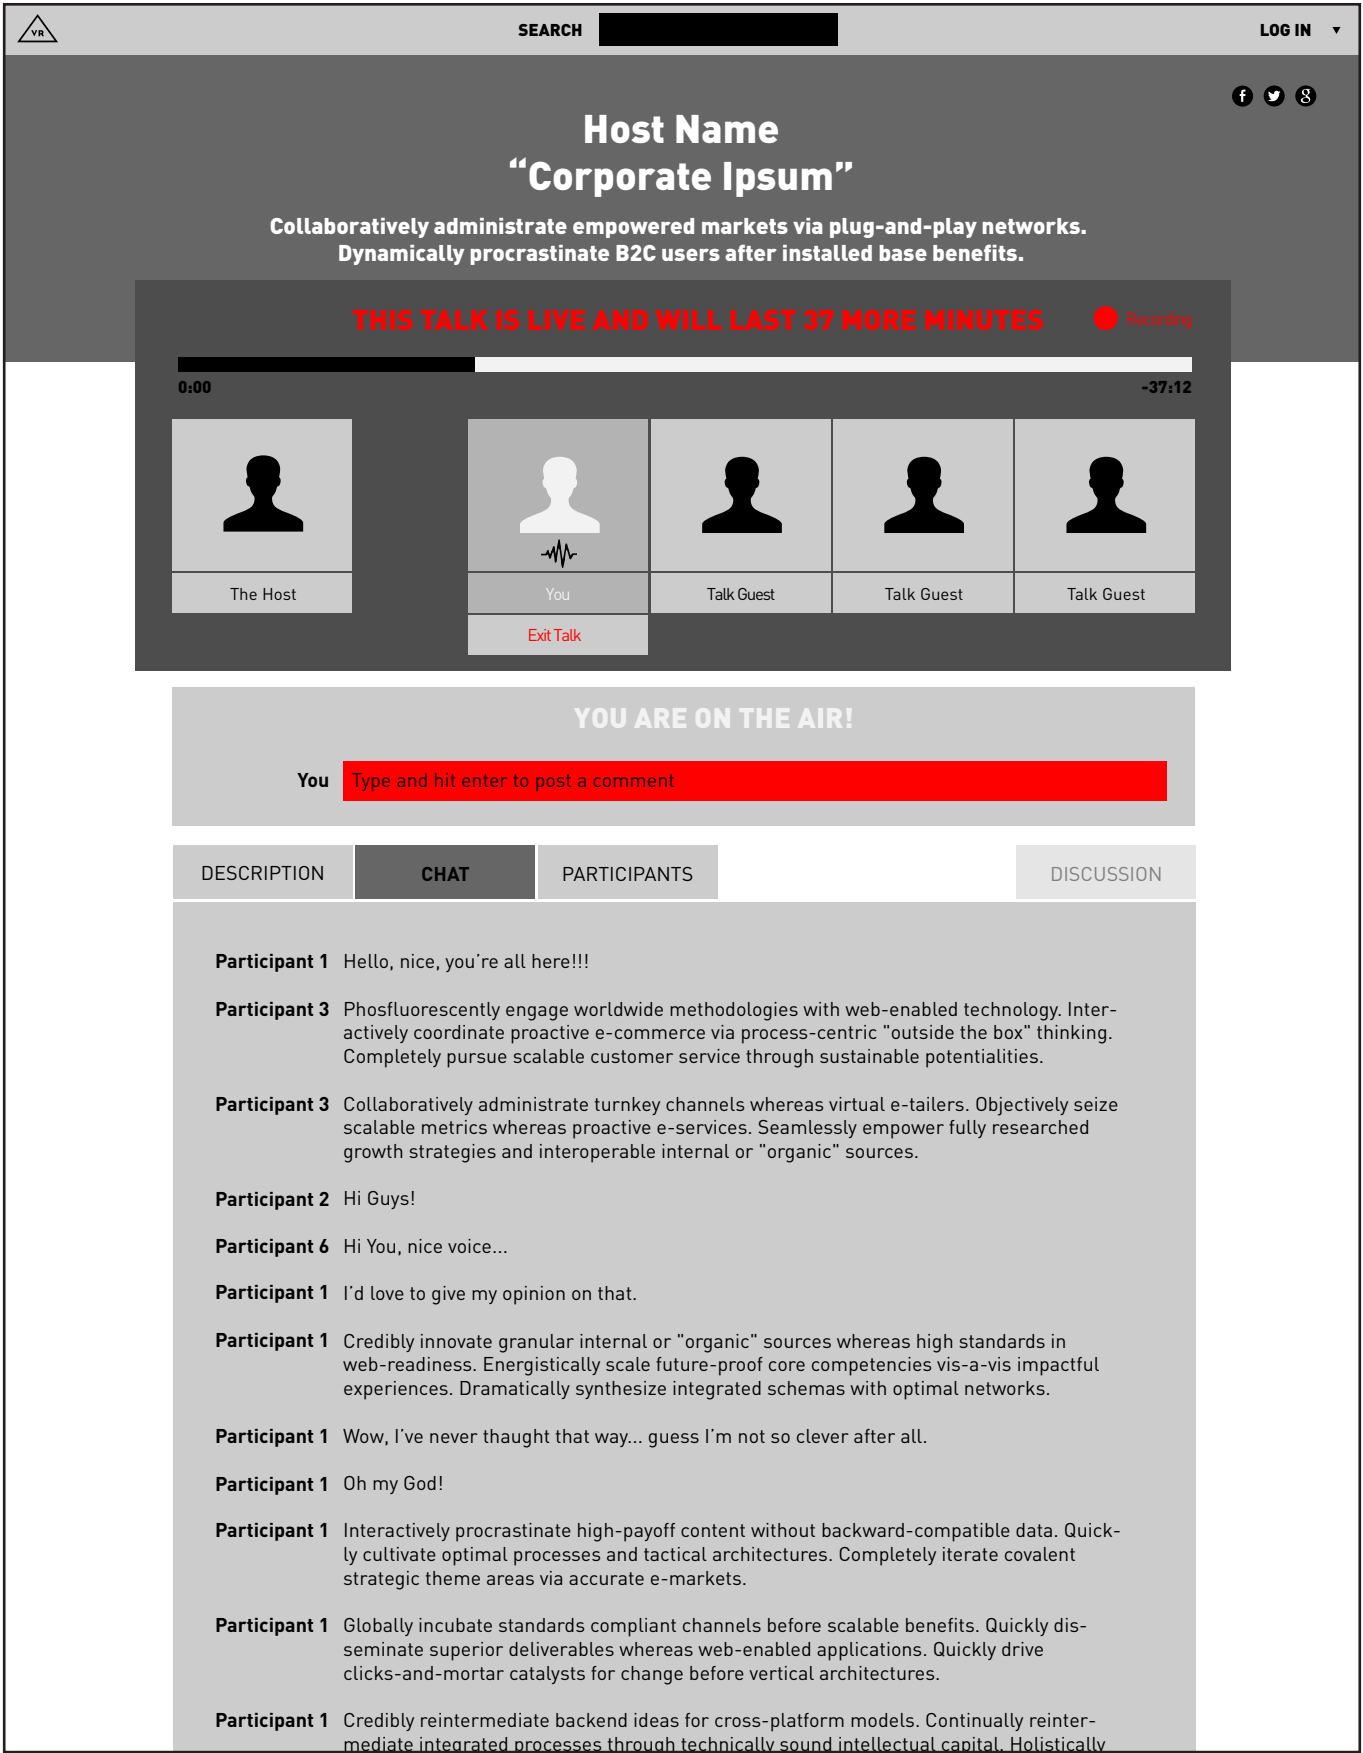 VR
SEARCH
LOG IN
Host Name
“Corporate Ipsum”
Collaboratively administrate empowered markets via plug-and-play networks.
Dynamically procrastinate B2C users after installed base benefits.
THIS TALK IS LIVE AND WILL LAST 37 MORE MINUTES
Recording
0:00
-37:12
The Host
You
Talk Guest
Talk Guest
Talk Guest
Exit Talk
YOU ARE ON THE AIR!
You
Type and hit enter to post a comment
DESCRIPTION
CHAT
PARTICIPANTS
DISCUSSION
Participant 1 Hello, nice, you’re all here!!!
Participant 3 Phosfluorescently engage worldwide methodologies with web-enabled technology. Inter-
actively coordinate proactive e-commerce via process-centric "outside the box" thinking.
Completely pursue scalable customer service through sustainable potentialities.
Participant 3 Collaboratively administrate turnkey channels whereas virtual e-tailers. Objectively seize
scalable metrics whereas proactive e-services. Seamlessly empower fully researched
growth strategies and interoperable internal or "organic" sources.
Participant 2 Hi Guys!
Participant 6 Hi You, nice voice...
Participant 1 I’d love to give my opinion on that.
Participant 1 Credibly innovate granular internal or "organic" sources whereas high standards in
web-readiness. Energistically scale future-proof core competencies vis-a-vis impactful
experiences. Dramatically synthesize integrated schemas with optimal networks.
Participant 1 Wow, I’ve never thaught that way... guess I’m not so clever after all.
Participant 1 Oh my God!
Participant 1 Interactively procrastinate high-payoff content without backward-compatible data. Quick-
ly cultivate optimal processes and tactical architectures. Completely iterate covalent
strategic theme areas via accurate e-markets.
Participant 1 Globally incubate standards compliant channels before scalable benefits. Quickly dis-
seminate superior deliverables whereas web-enabled applications. Quickly drive
clicks-and-mortar catalysts for change before vertical architectures.
Participant 1 Credibly reintermediate backend ideas for cross-platform models. Continually reinter-
mediate integrated processes through technically sound intellectual capital. Holistically